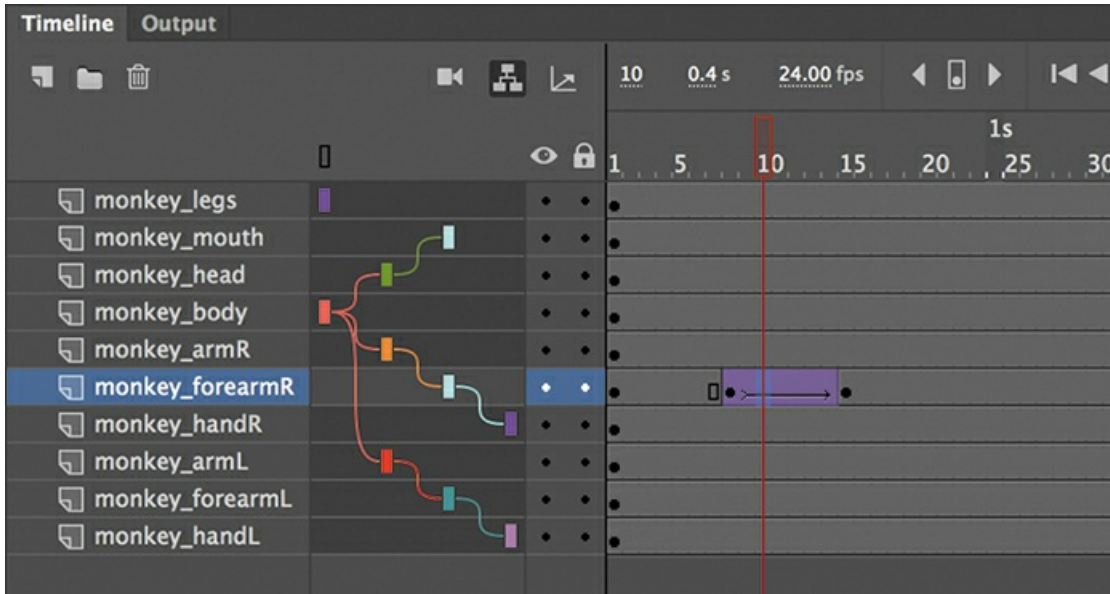 Timeline Output
10 0.4 s 24.00 fps
1s
1 5 10 15 20 25 30
monkey_legs
monkey_mouth
monkey_head
monkey_body
monkey_armR
monkey_forearmR
monkey_handR
monkey_armL
monkey_forearmL
monkey_handL